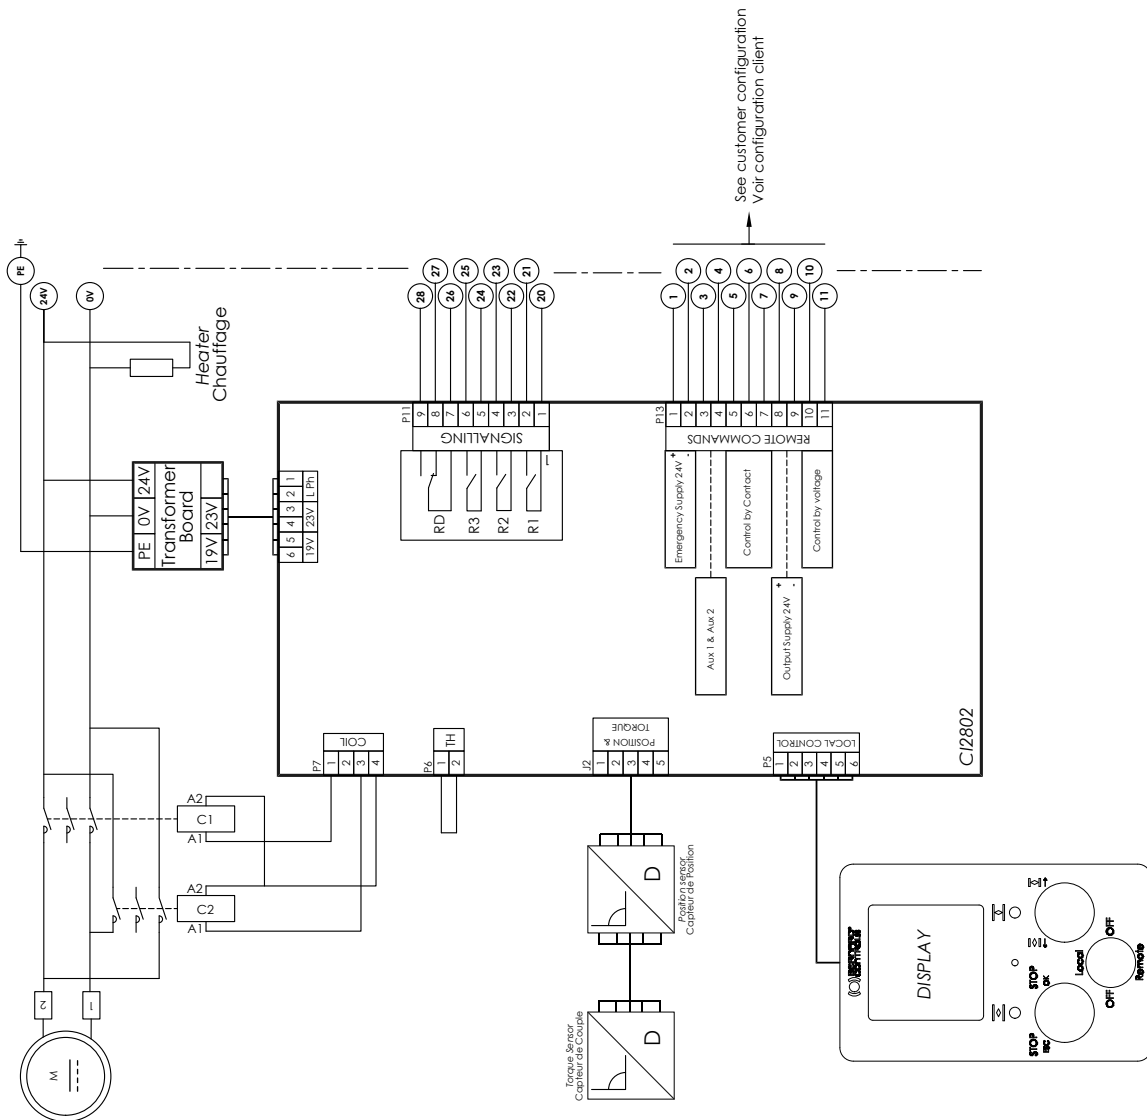 See customer configuration
Voir configuration client
PE
24V
0V
Heater
Chauffage
PE 0V 24V
Transformer
Board
19V 23V
6 5 4 3 2 1
19V 23V L Ph
28
27
26
25
24
23
22
21
20
P11
9
8
7
6
5
4
3
2
1
SIGNALLING
RD
R3
R2
R1
1
1
2
3
4
5
6
7
8
9
10
11
P13
1
2
3
4
5
6
7
8
9
10
11
REMOTE COMMANDS
Emergency Supply 24V + -
Aux 1 & Aux 2
Control by Contact
Output Supply 24V + -
Control by voltage
CI2802
P7
1
2
3
4
COIL
P6
1
2
TH
J2
1
2
3
4
5
POSITION &
TORQUE
P5
1
2
3
4
5
6
LOCAL CONTROL
A2
C1
A1
A2
C2
A1
2
1
M
D
Position sensor
Capteur de Position
D
Torque Sensor
Capteur de Couple
DISPLAY
STOP
ESC
STOP
OK
OFF
Local
OFF
Remote